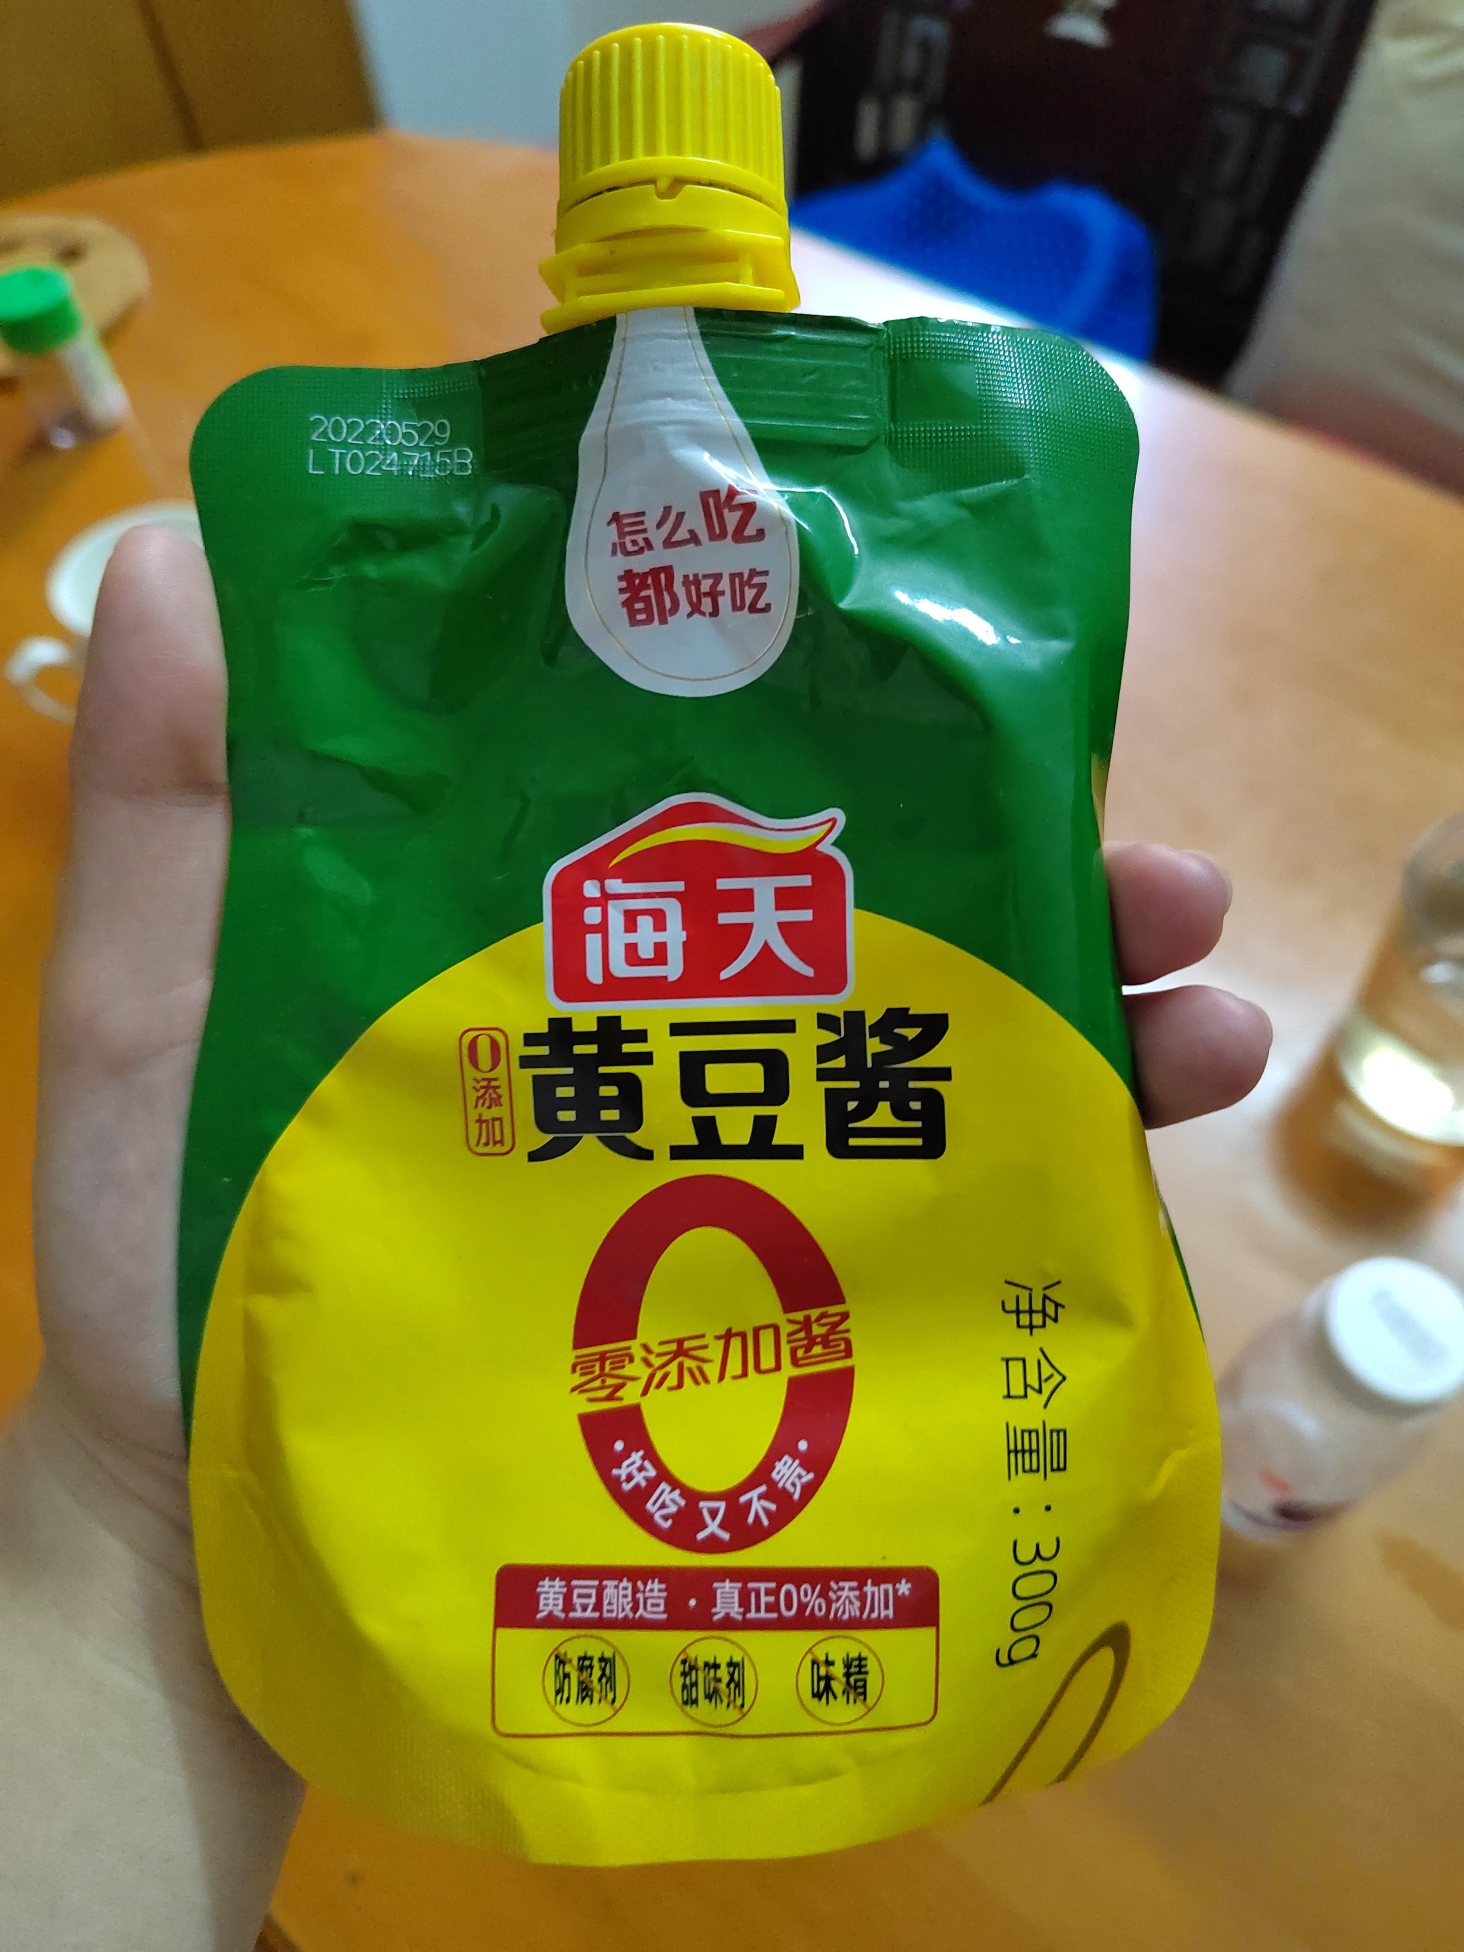 20220529
LT024715B
怎么吃
都好吃
海天
0添加
黄豆酱
零添加酱
·好吃又不贵·
净含量:300g
黄豆酿造·真正0%添加*
防腐剂 甜味剂 味精